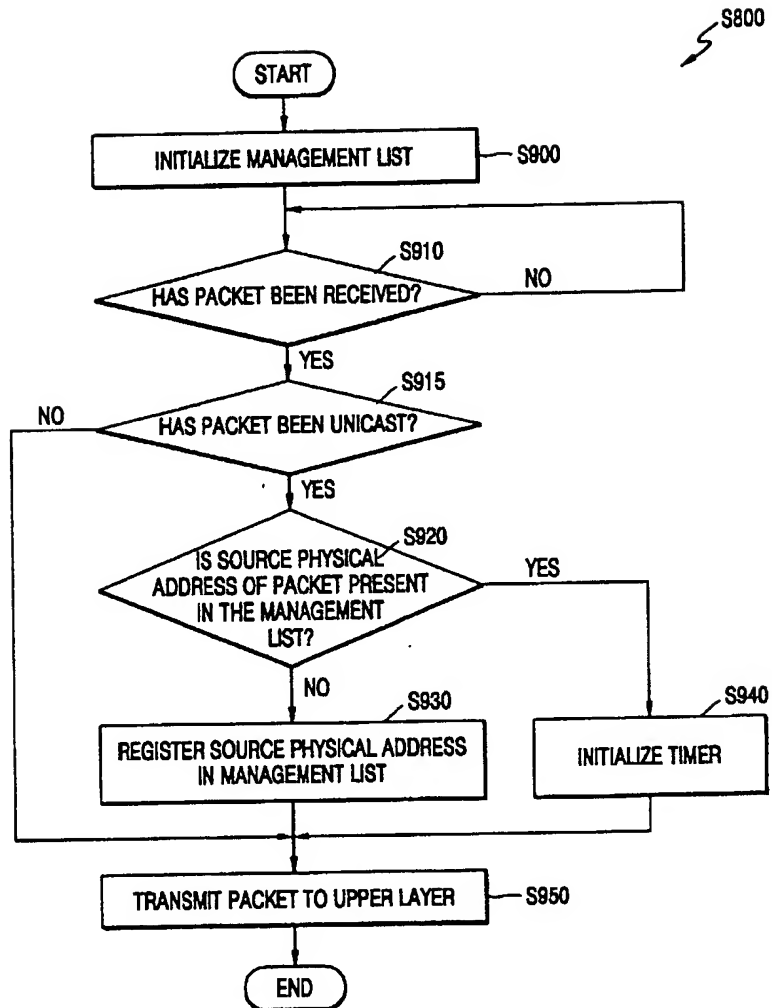 S800
START
INITIALIZE MANAGEMENT LIST
S900
S910
HAS PACKET BEEN RECEIVED?
NO
YES
S915
NO
HAS PACKET BEEN UNICAST?
YES
S920
IS SOURCE PHYSICAL
ADDRESS OF PACKET PRESENT
IN THE MANAGEMENT
LIST?
YES
NO
S930
REGISTER SOURCE PHYSICAL ADDRESS
IN MANAGEMENT LIST
S940
INITIALIZE TIMER
TRANSMIT PACKET TO UPPER LAYER
S950
END